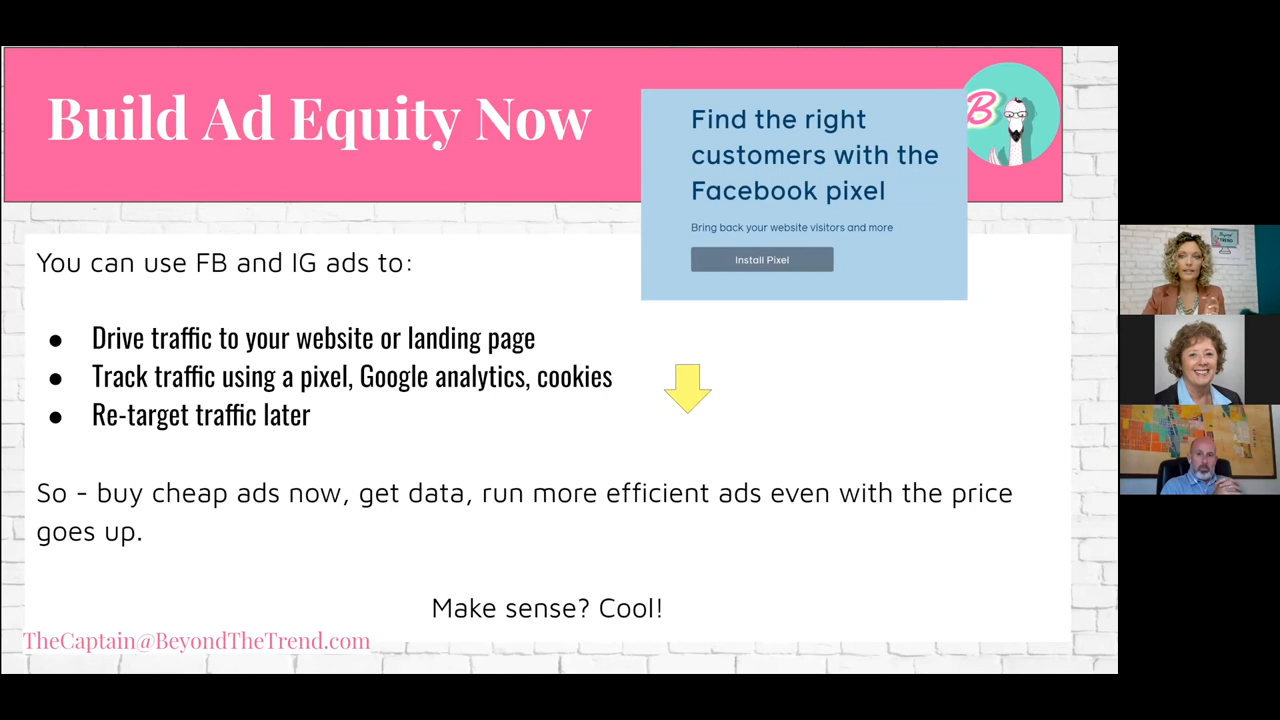 Build Ad Equity Now
Find the right
customers with the
Facebook pixel
Bring back your website visitors and more
Install Pixel
B
You can use FB and IG ads to:
● Drive traffic to your website or landing page
● Track traffic using a pixel, Google analytics, cookies
● Re-target traffic later
So - buy cheap ads now, get data, run more efficient ads even with the price
goes up.
Make sense? Cool!
TheCaptain@BeyondTheTrend.com